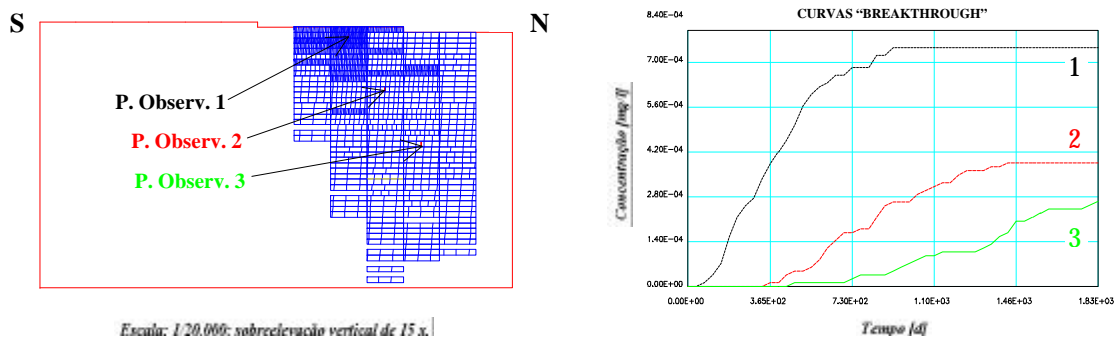 S
N
P. Observ. 1
P. Observ. 2
P. Observ. 3
Escala: 1/20.000; sobreelevação vertical de 15 x.
CURVAS “BREAKTHROUGH”
Concentração [mg/l]
8.40E-04
7.00E-04
5.60E-04
4.20E-04
2.80E-04
1.40E-04
0.00E+00
1
2
3
0.00E+00 3.65E+02 7.30E+02 1.10E+03 1.46E+03 1.83E+03
Tempo [d]